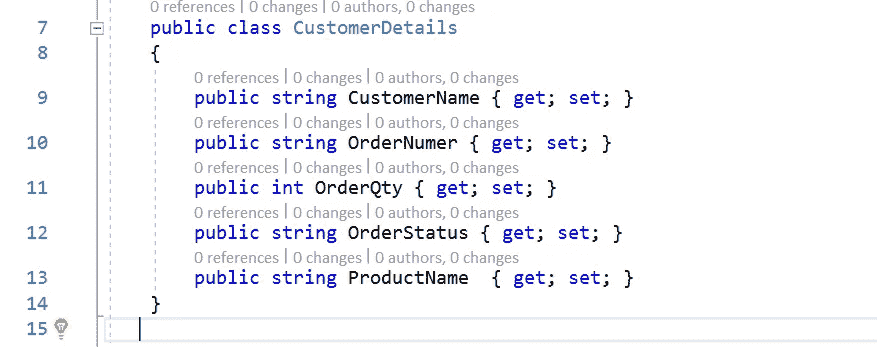 0 references | 0 changes | 0 authors, 0 changes
7 public class CustomerDetails
8 {
0 references | 0 changes | 0 authors, 0 changes
9 public string CustomerName { get; set; }
0 references | 0 changes | 0 authors, 0 changes
10 public string OrderNumer { get; set; }
0 references | 0 changes | 0 authors, 0 changes
11 public int OrderQty { get; set; }
0 references | 0 changes | 0 authors, 0 changes
12 public string OrderStatus { get; set; }
0 references | 0 changes | 0 authors, 0 changes
13 public string ProductName  { get; set; }
14 }
15